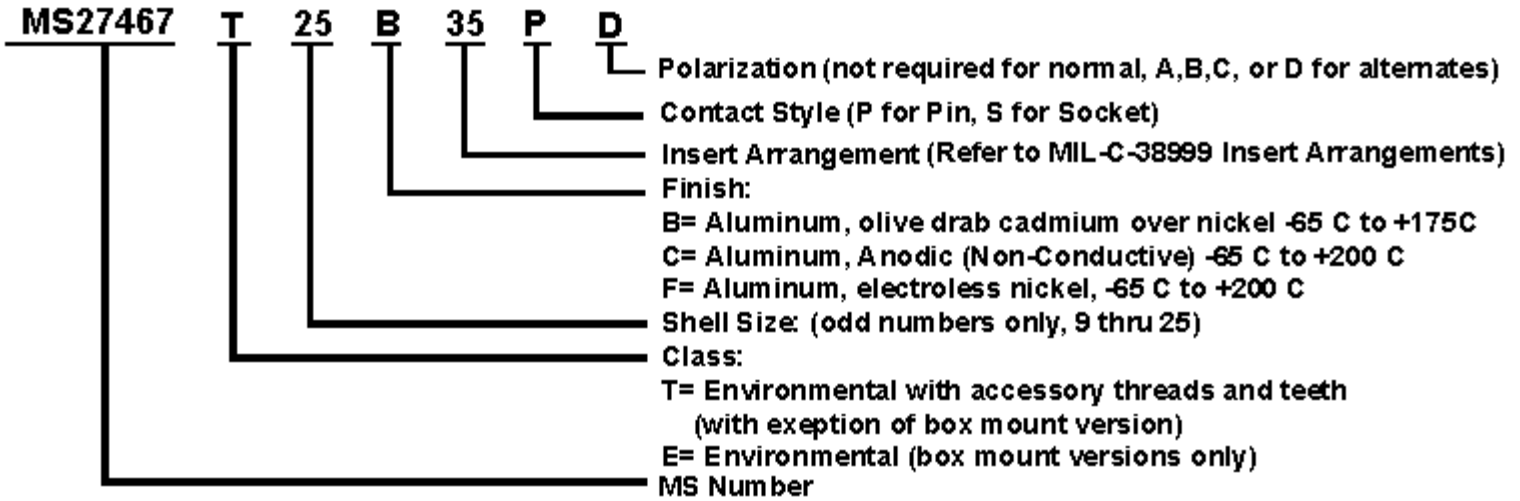 MS27467 T 25 B 35 P D
Polarization (not required for normal, A,B,C, or D for alternates)
Contact Style (P for Pin, S for Socket)
Insert Arrangement (Refer to MIL-C-38999 Insert Arrangements)
Finish:
B= Aluminum, olive drab cadmium over nickel -65 C to +175C
C= Aluminum, Anodic (Non-Conductive) -65 C to +200 C
F= Aluminum, electroless nickel, -65 C to +200 C
Shell Size: (odd numbers only, 9 thru 25)
Class:
T= Environmental with accessory threads and teeth
(with exeption of box mount version)
E= Environmental (box mount versions only)
MS Number